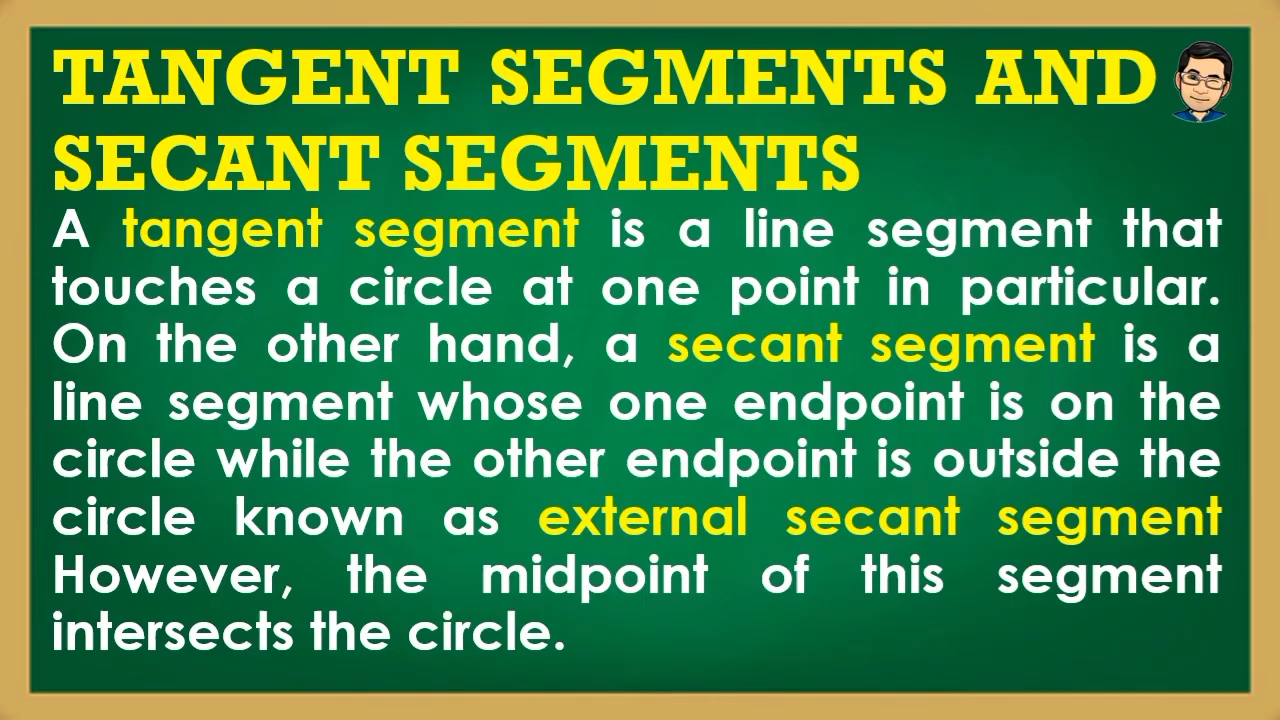 TANGENT SEGMENTS AND
SECANT SEGMENTS
A tangent segment is a line segment that
touches a circle at one point in particular.
On the other hand, a secant segment is a
line segment whose one endpoint is on the
circle while the other endpoint is outside the
circle known as external secant segment
However, the midpoint of this segment
intersects the circle.